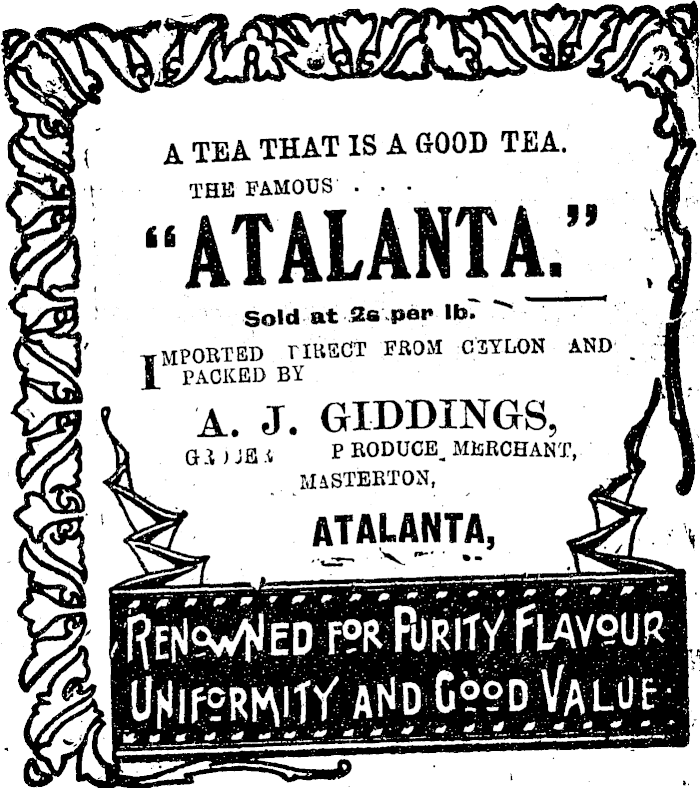 A TEA THAT IS A GOOD TEA.
THE FAMOUS . . .
"ATALANTA."
Sold at 2s per lb.
IMPORTED DIRECT FROM CEYLON AND
PACKED BY
A. J. GIDDINGS,
GROCER PRODUCE MERCHANT,
MASTERTON,
ATALANTA,
RENOWNED FOR PURITY FLAVOUR
UNIFORMITY AND GOOD VALUE